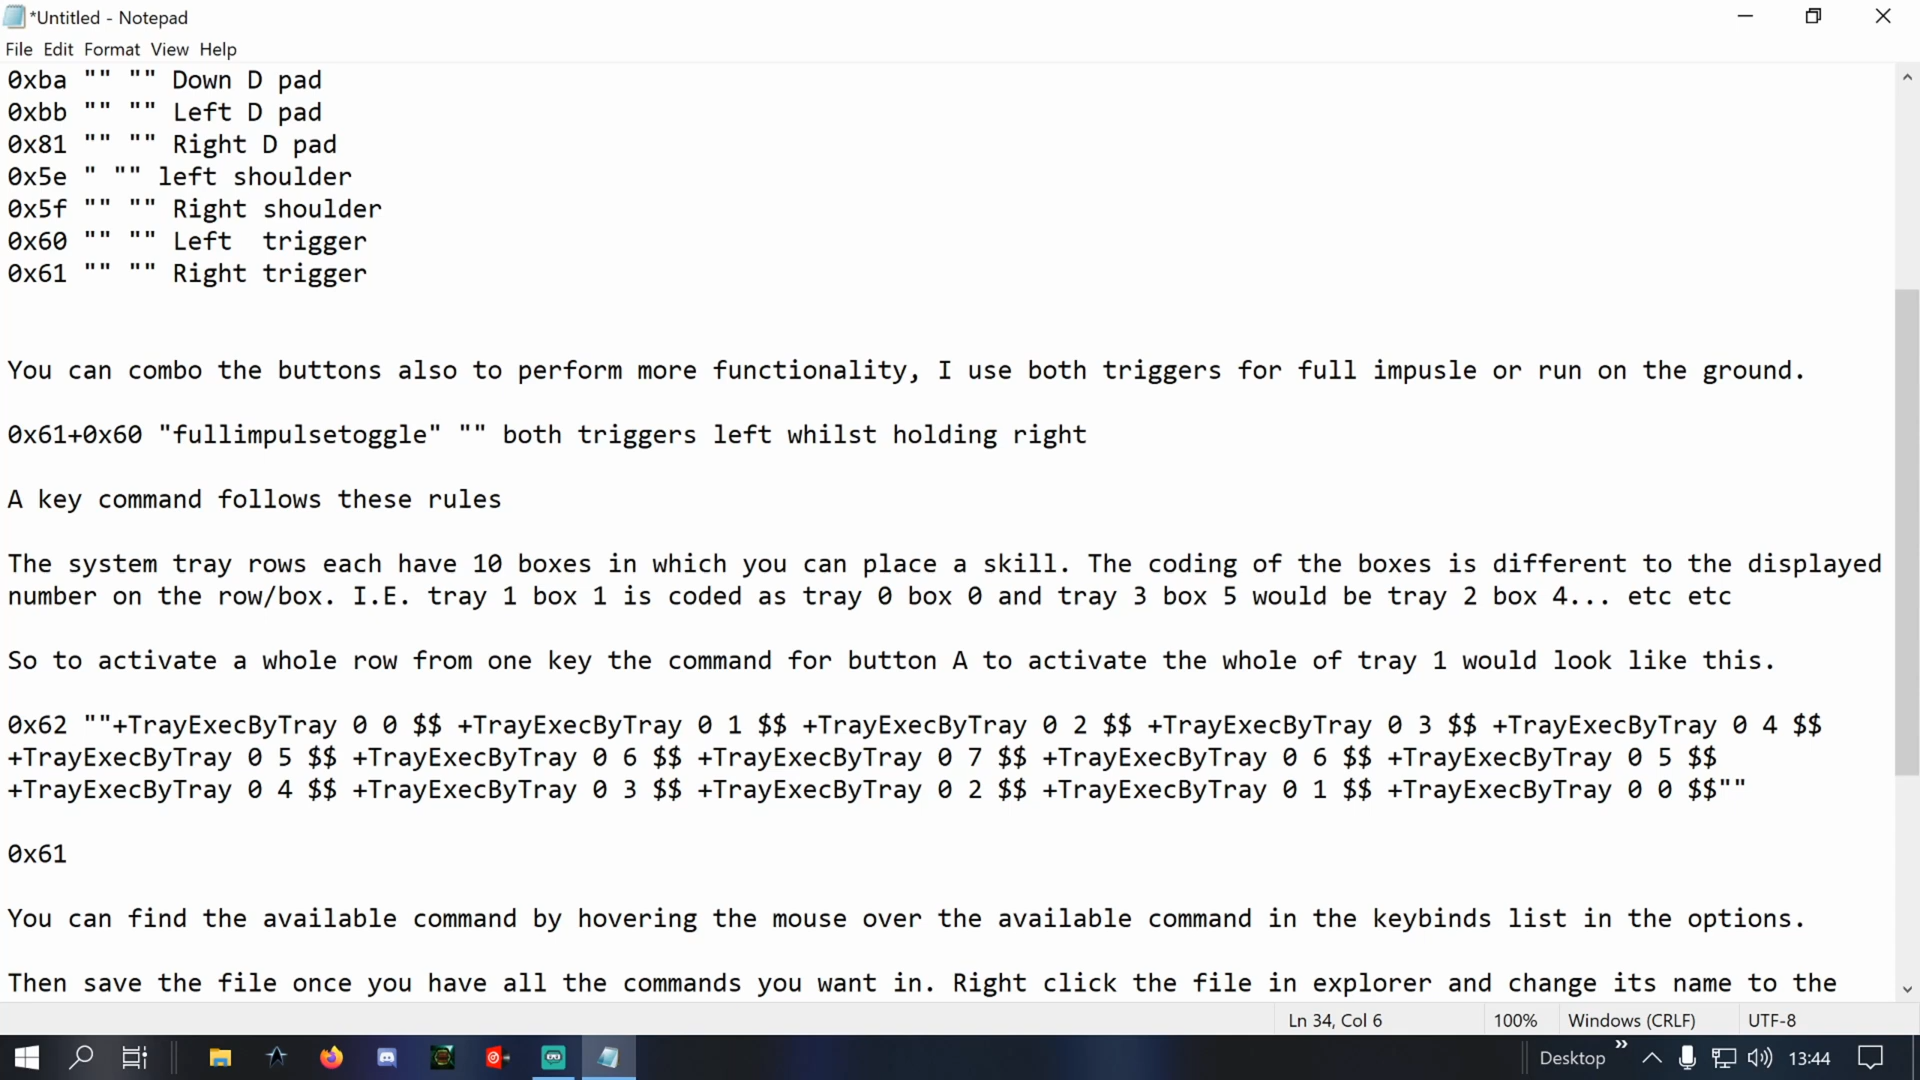 *Untitled - Notepad
File Edit Format View Help
0xba "" "" Down D pad
0xbb "" "" Left D pad
0x81 "" "" Right D pad
0x5e " "" left shoulder
0x5f "" "" Right shoulder
0x60 "" "" Left  trigger
0x61 "" "" Right trigger
You can combo the buttons also to perform more functionality, I use both triggers for full impusle or run on the ground.
0x61+0x60 "fullimpulsetoggle" "" both triggers left whilst holding right
A key command follows these rules
The system tray rows each have 10 boxes in which you can place a skill. The coding of the boxes is different to the displayed
number on the row/box. I.E. tray 1 box 1 is coded as tray 0 box 0 and tray 3 box 5 would be tray 2 box 4... etc etc
So to activate a whole row from one key the command for button A to activate the whole of tray 1 would look like this.
0x62 ""+TrayExecByTray 0 0 $$ +TrayExecByTray 0 1 $$ +TrayExecByTray 0 2 $$ +TrayExecByTray 0 3 $$ +TrayExecByTray 0 4 $$
+TrayExecByTray 0 5 $$ +TrayExecByTray 0 6 $$ +TrayExecByTray 0 7 $$ +TrayExecByTray 0 6 $$ +TrayExecByTray 0 5 $$
+TrayExecByTray 0 4 $$ +TrayExecByTray 0 3 $$ +TrayExecByTray 0 2 $$ +TrayExecByTray 0 1 $$ +TrayExecByTray 0 0 $$""
0x61
You can find the available command by hovering the mouse over the available command in the keybinds list in the options.
Then save the file once you have all the commands you want in. Right click the file in explorer and change its name to the
Ln 34, Col 6 100% Windows (CRLF) UTF-8
Desktop 13:44